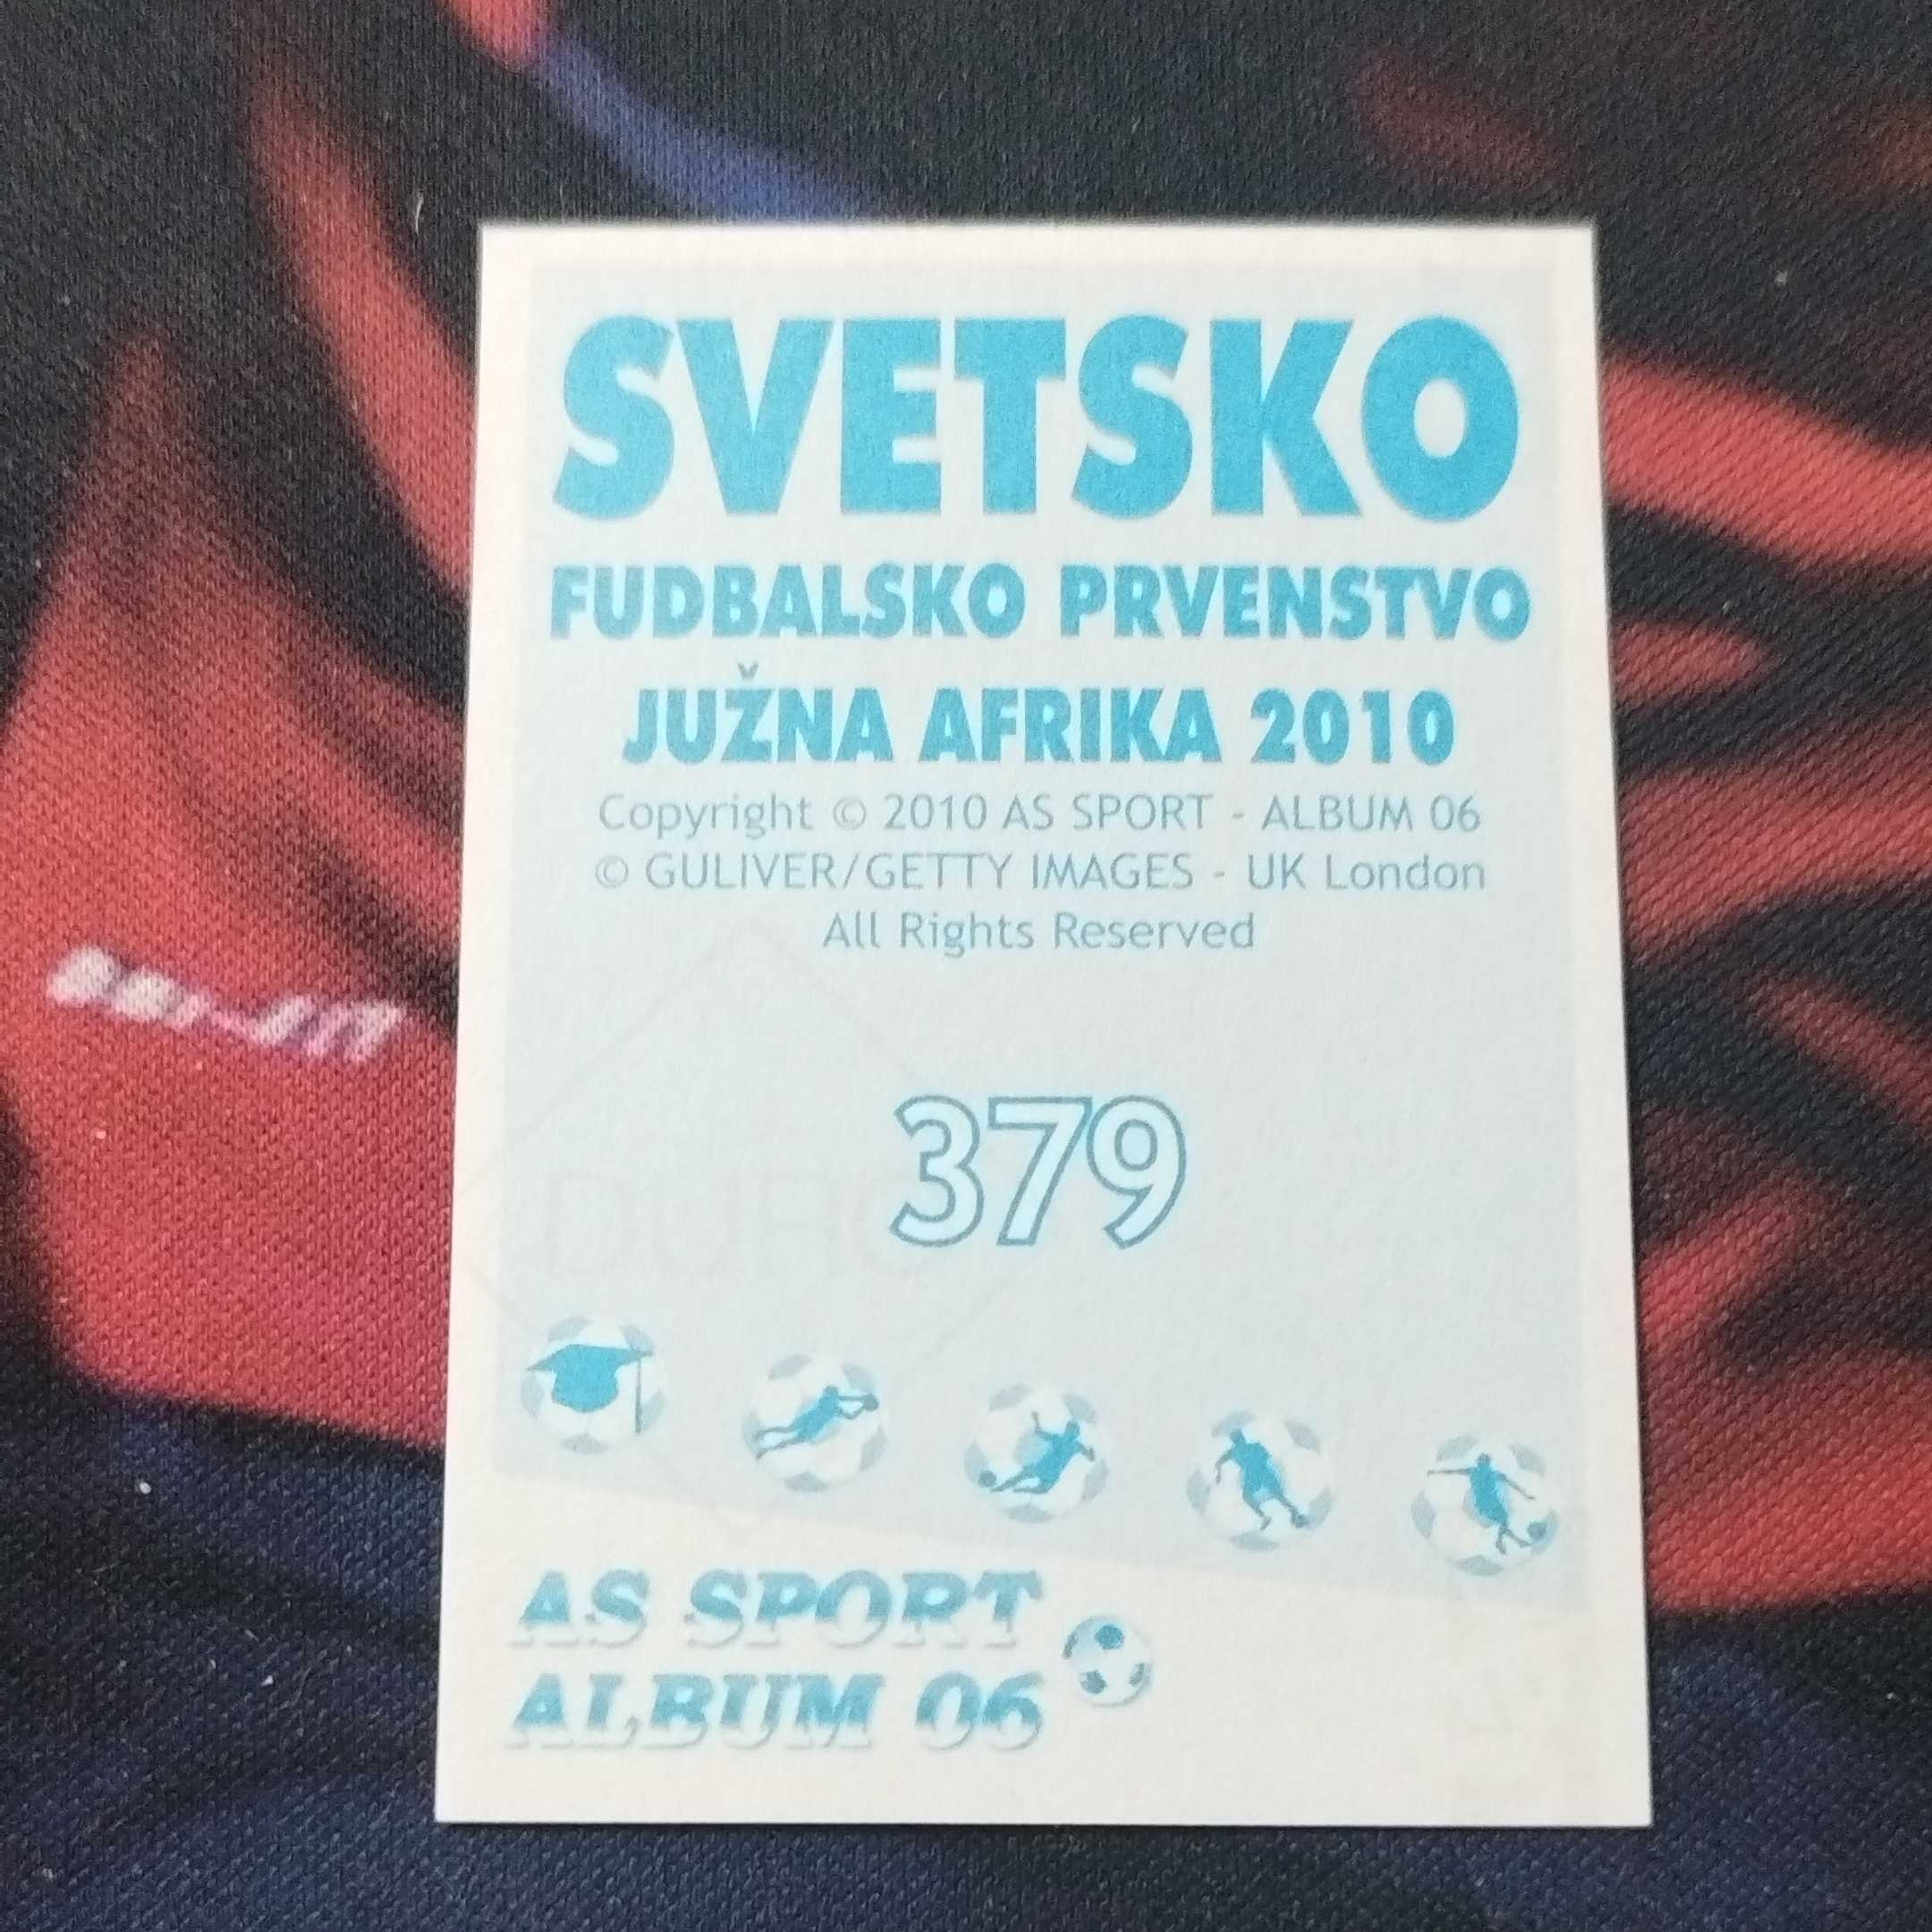 SVETSKO
FUDBALSKO PRVENSTVO
JUŽNA AFRIKA 2010
Copyright © 2010 AS SPORT - ALBUM 06
© GULIVER/GETTY IMAGES - UK London
All Rights Reserved
379
AS SPORT
ALBUM 06